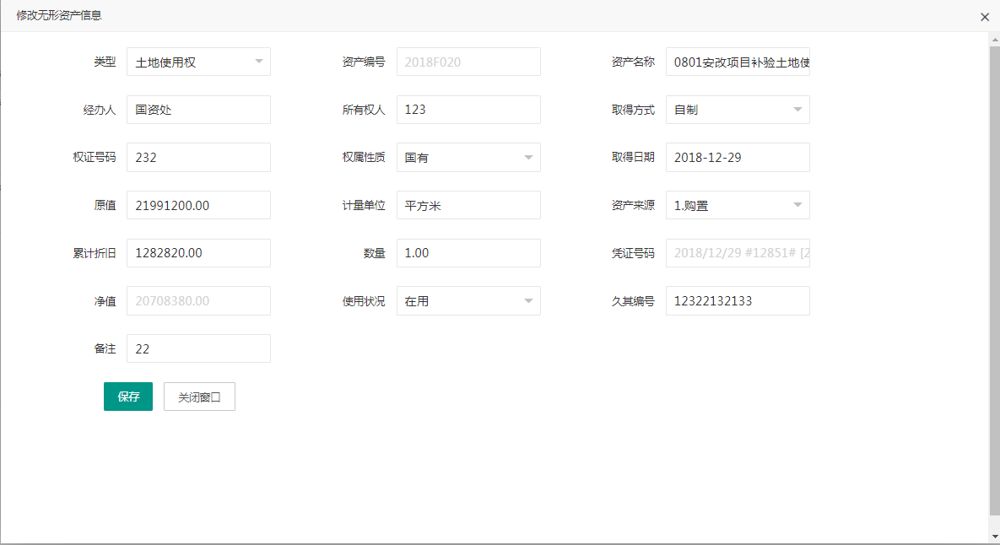 修改无形资产信息
类型 土地使用权 资产编号 2018F020 资产名称 0801安改项目补验土地使
经办人 国资处 所有权人 123 取得方式 自制
权证号码 232 权属性质 国有 取得日期 2018-12-29
原值 21991200.00 计量单位 平方米 资产来源 1.购置
累计折旧 1282820.00 数量 1.00 凭证号码 2018/12/29 #12851# [2
净值 20708380.00 使用状况 在用 久其编号 12322132133
备注 22
保存 关闭窗口